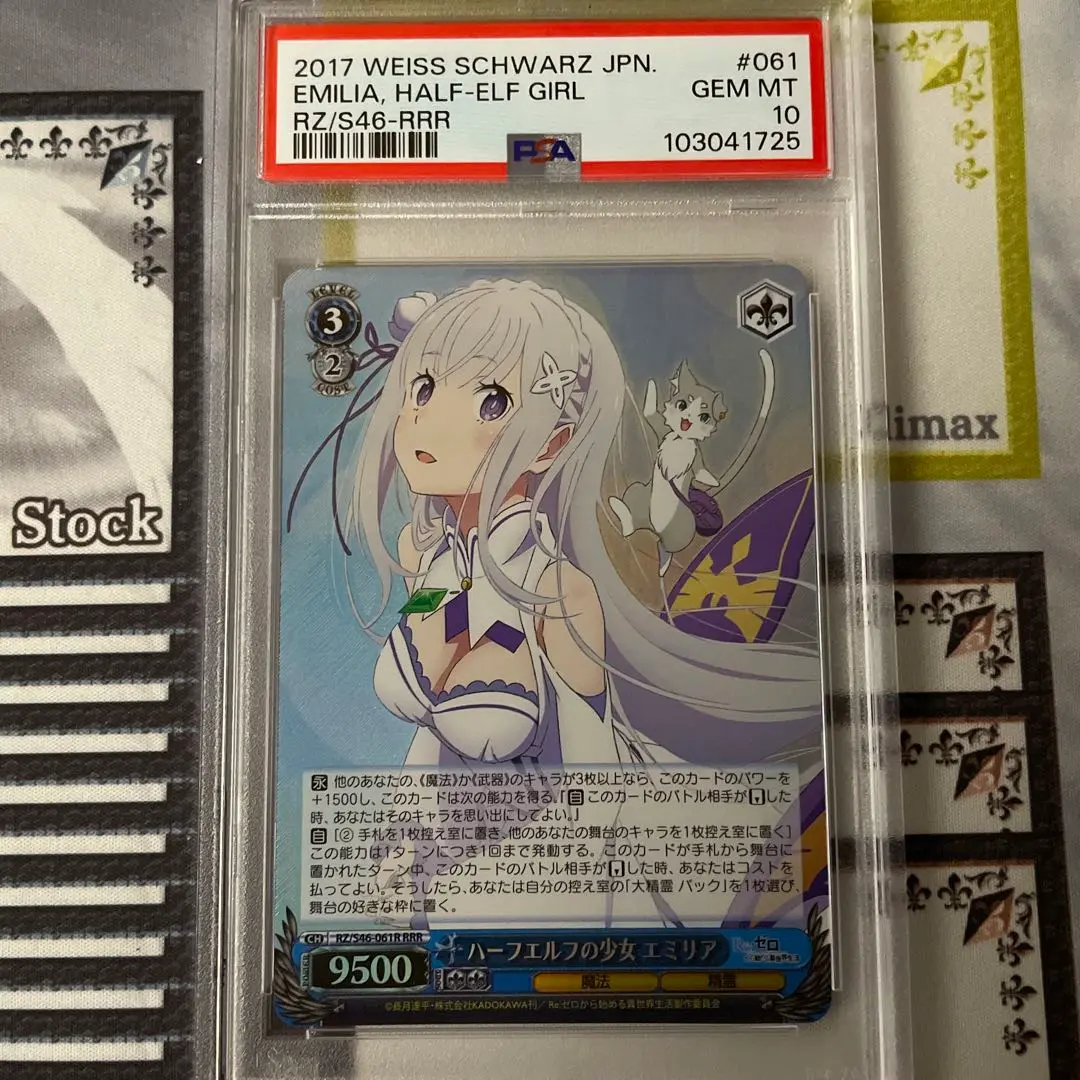 2017 WEISS SCHWARZ JPN.
#061
EMILIA, HALF-ELF GIRL
GEM MT
RZ/S46-RRR
10
PSA
103041725
LEVEL
3
2
COST
Climax
Stock
永 他のあなたの、《魔法》か《武器》のキャラが3枚以上なら、このカードのパワーを
+1500し、このカードは次の能力を得る。『自 このカードのバトル相手が した
時、あなたはそのキャラを思い出にしてよい。』
自 [② 手札を1枚控え室に置き、他のあなたの舞台のキャラを1枚控え室に置く]
この能力は1ターンにつき1回まで発動する。このカードが手札から舞台に
置かれたターン中、このカードのバトル相手が した時、あなたはコストを
払ってよい。そうしたら、あなたは自分の控え室の「大精霊 パック」を1枚選び、
舞台の好きな枠に置く。
CH RZ/S46-061R RRR
ハーフエルフの少女 エミリア
Re:ゼロ
POWER
9500
魔法
精霊
©長月達平・株式会社KADOKAWA刊/Re:ゼロから始める異世界生活製作委員会